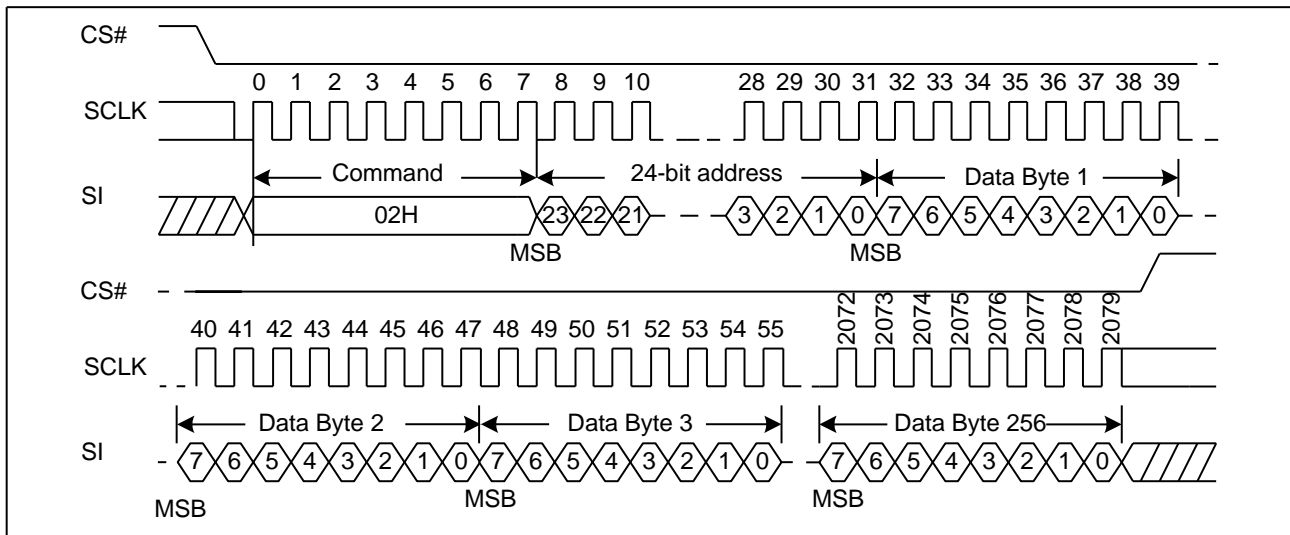 CS#
0 1 2 3 4 5 6 7 8 9 10 28 29 30 31 32 33 34 35 36 37 38 39
SCLK
Command 24-bit address Data Byte 1
SI
02H 23 22 21 3 2 1 0 7 6 5 4 3 2 1 0
MSB MSB
CS#
40 41 42 43 44 45 46 47 48 49 50 51 52 53 54 55 2072 2073 2074 2075 2076 2077 2078 2079
SCLK
Data Byte 2 Data Byte 3 Data Byte 256
SI
7 6 5 4 3 2 1 0 7 6 5 4 3 2 1 0 7 6 5 4 3 2 1 0
MSB MSB MSB